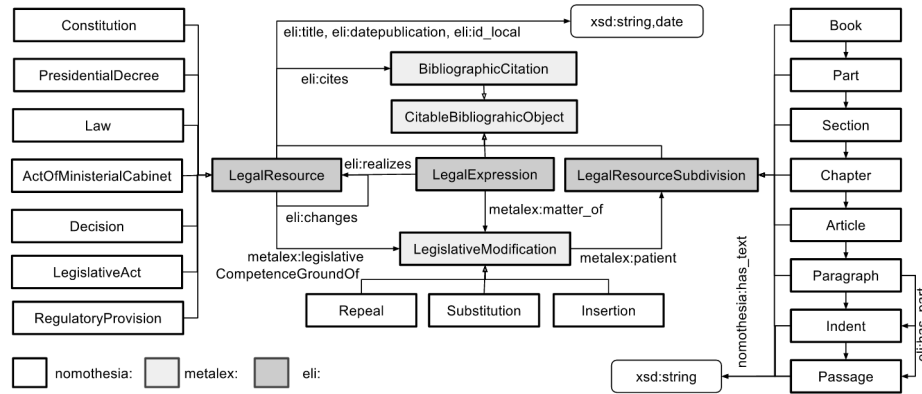 Constitution
PresidentialDecree
Law
ActOfMinisterialCabinet
Decision
LegislativeAct
RegulatoryProvision
xsd:string,date
eli:title, eli:datepublication, eli:id_local
BibliographicCitation
eli:cites
CitableBibliograhicObject
LegalResource
eli:realizes
LegalExpression
LegalResourceSubdivision
eli:changes
metalex:matter_of
metalex:legislative
CompetenceGroundOf
LegislativeModification
metalex:patient
Repeal
Substitution
Insertion
Book
Part
Section
Chapter
Article
Paragraph
Indent
Passage
nomothesia:has_text
eli:has_part
xsd:string
nomothesia:
metalex:
eli: